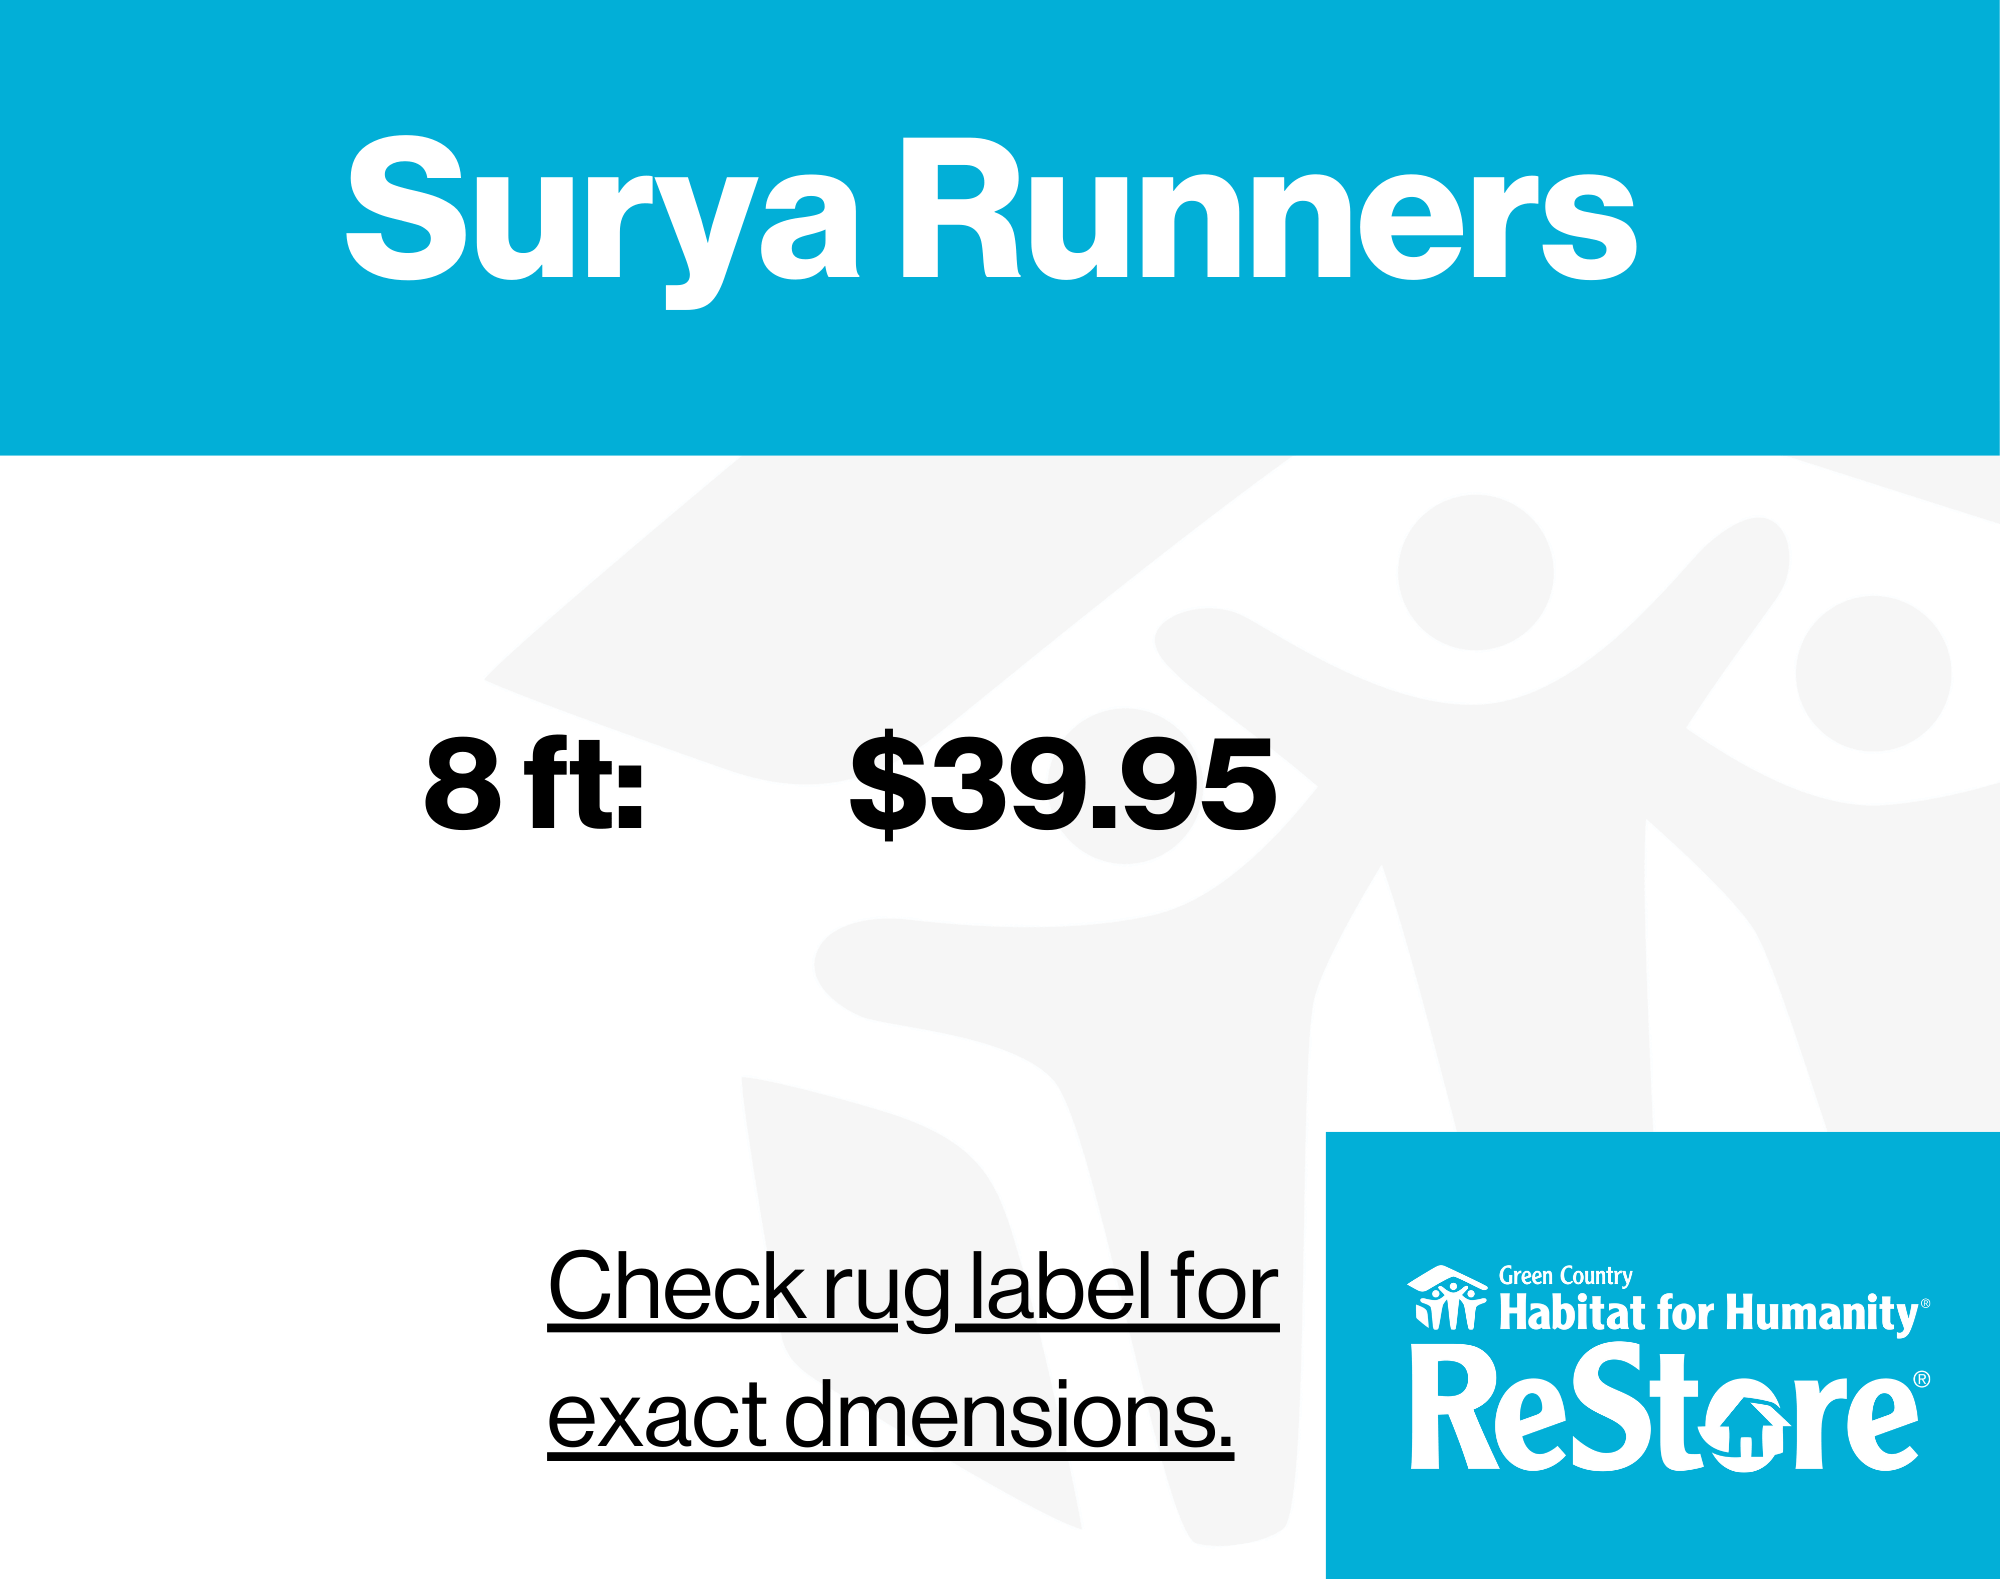 Surya Runners
8 ft: $39.95
Check rug label for
exact dmensions.
Green Country
Habitat for Humanity®
ReStore®